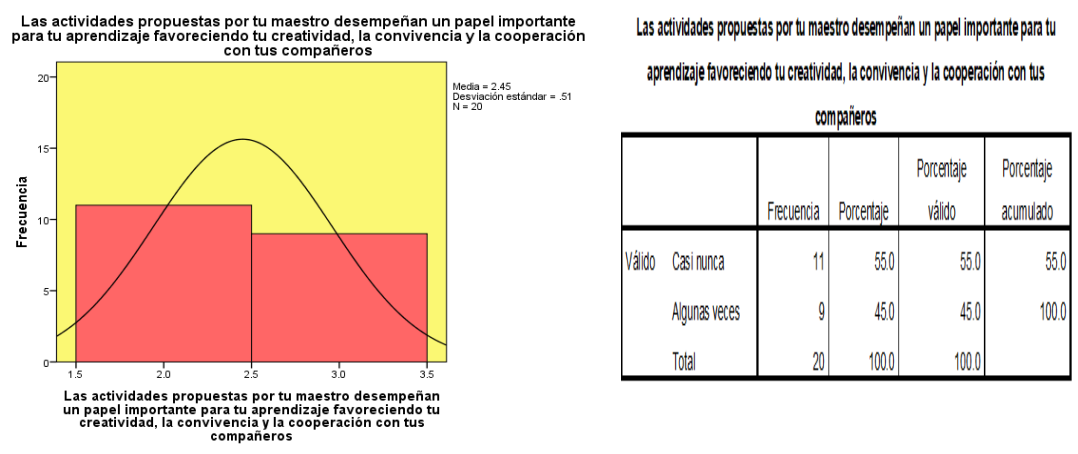 Las actividades propuestas por tu maestro desempeñan un papel importante
para tu aprendizaje favoreciendo tu creatividad, la convivencia y la cooperación
con tus compañeros
20
15
10
5
0
Frecuencia
1.5 2.0 2.5 3.0 3.5
Las actividades propuestas por tu maestro desempeñan
un papel importante para tu aprendizaje favoreciendo tu
creatividad, la convivencia y la cooperación con tus
compañeros
Media = 2.45
Desviación estándar = .51
N = 20
Las actividades propuestas por tu maestro desempeñan un papel importante para tu
aprendizaje favoreciendo tu creatividad, la convivencia y la cooperación con tus
compañeros
Porcentaje Porcentaje
Frecuencia Porcentaje válido acumulado
Válido Casi nunca 11 55.0 55.0 55.0
Algunas veces 9 45.0 45.0 100.0
Total 20 100.0 100.0